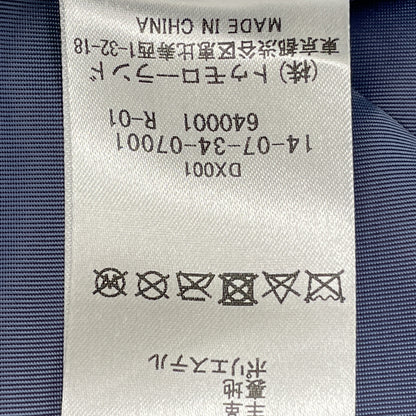 羊革
裏地
ポリエステル
DX001
14-07-34-07001
640001 R-01
(株)トゥモローランド
東京都渋谷区恵比寿西1-32-18
MADE IN CHINA